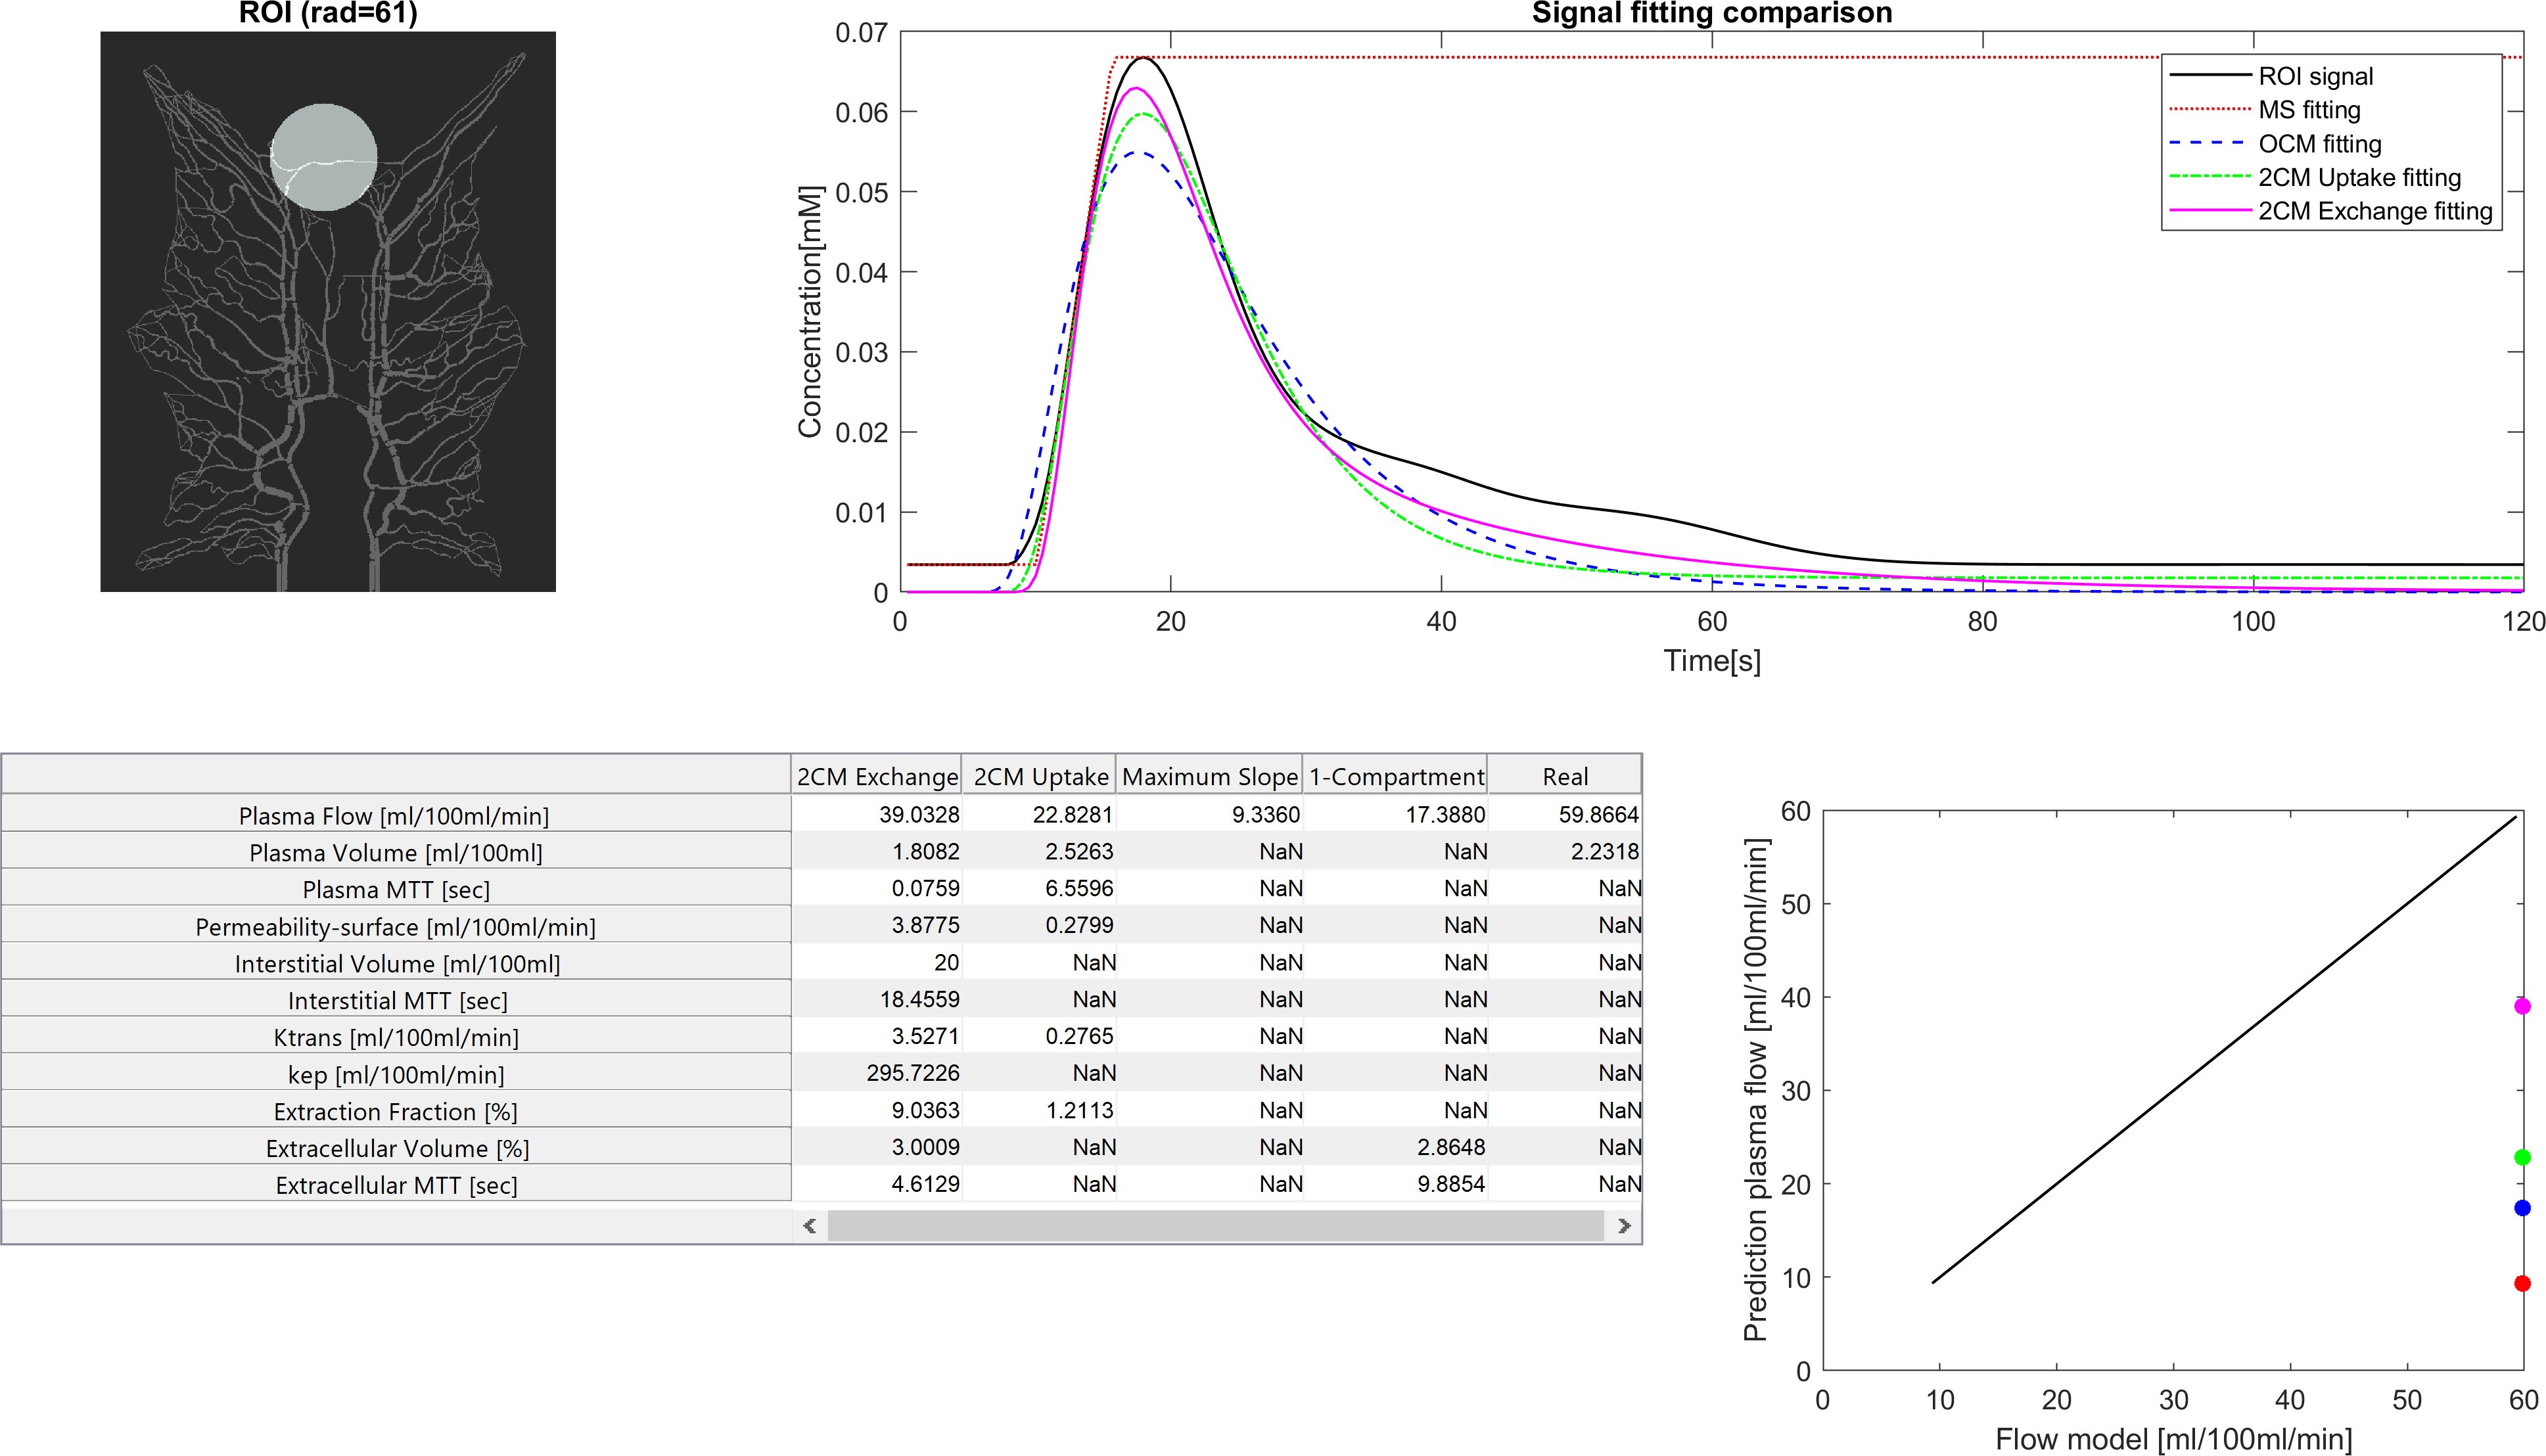 ROI (rad=61)
Signal fitting comparison
0.07
0.06
0.05
0.04
0.03
0.02
0.01
0
Concentration[mM]
ROI signal
MS fitting
OCM fitting
2CM Uptake fitting
2CM Exchange fitting
0 20 40 60 80 100 120
Time[s]
2CM Exchange 2CM Uptake Maximum Slope 1-Compartment Real
Plasma Flow [ml/100ml/min] 39.0328 22.8281 9.3360 17.3880 59.8664
Plasma Volume [ml/100ml] 1.8082 2.5263 NaN NaN 2.2318
Plasma MTT [sec] 0.0759 6.5596 NaN NaN NaN
Permeability-surface [ml/100ml/min] 3.8775 0.2799 NaN NaN NaN
Interstitial Volume [ml/100ml] 20 NaN NaN NaN NaN
Interstitial MTT [sec] 18.4559 NaN NaN NaN NaN
Ktrans [ml/100ml/min] 3.5271 0.2765 NaN NaN NaN
kep [ml/100ml/min] 295.7226 NaN NaN NaN NaN
Extraction Fraction [%] 9.0363 1.2113 NaN NaN NaN
Extracellular Volume [%] 3.0009 NaN NaN 2.8648 NaN
Extracellular MTT [sec] 4.6129 NaN NaN 9.8854 NaN
60
50
40
30
20
10
0
Prediction plasma flow [ml/100ml/min]
0 10 20 30 40 50 60
Flow model [ml/100ml/min]